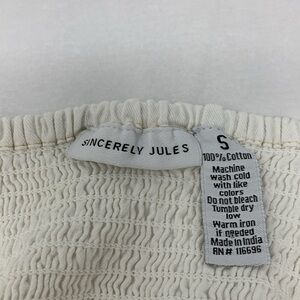 SINCERELY JULES
S
100% Cotton
Machine
wash cold
with like
colors
Do not bleach
Tumble dry
low
Warm iron
if needed
Made in India
RN# 116696